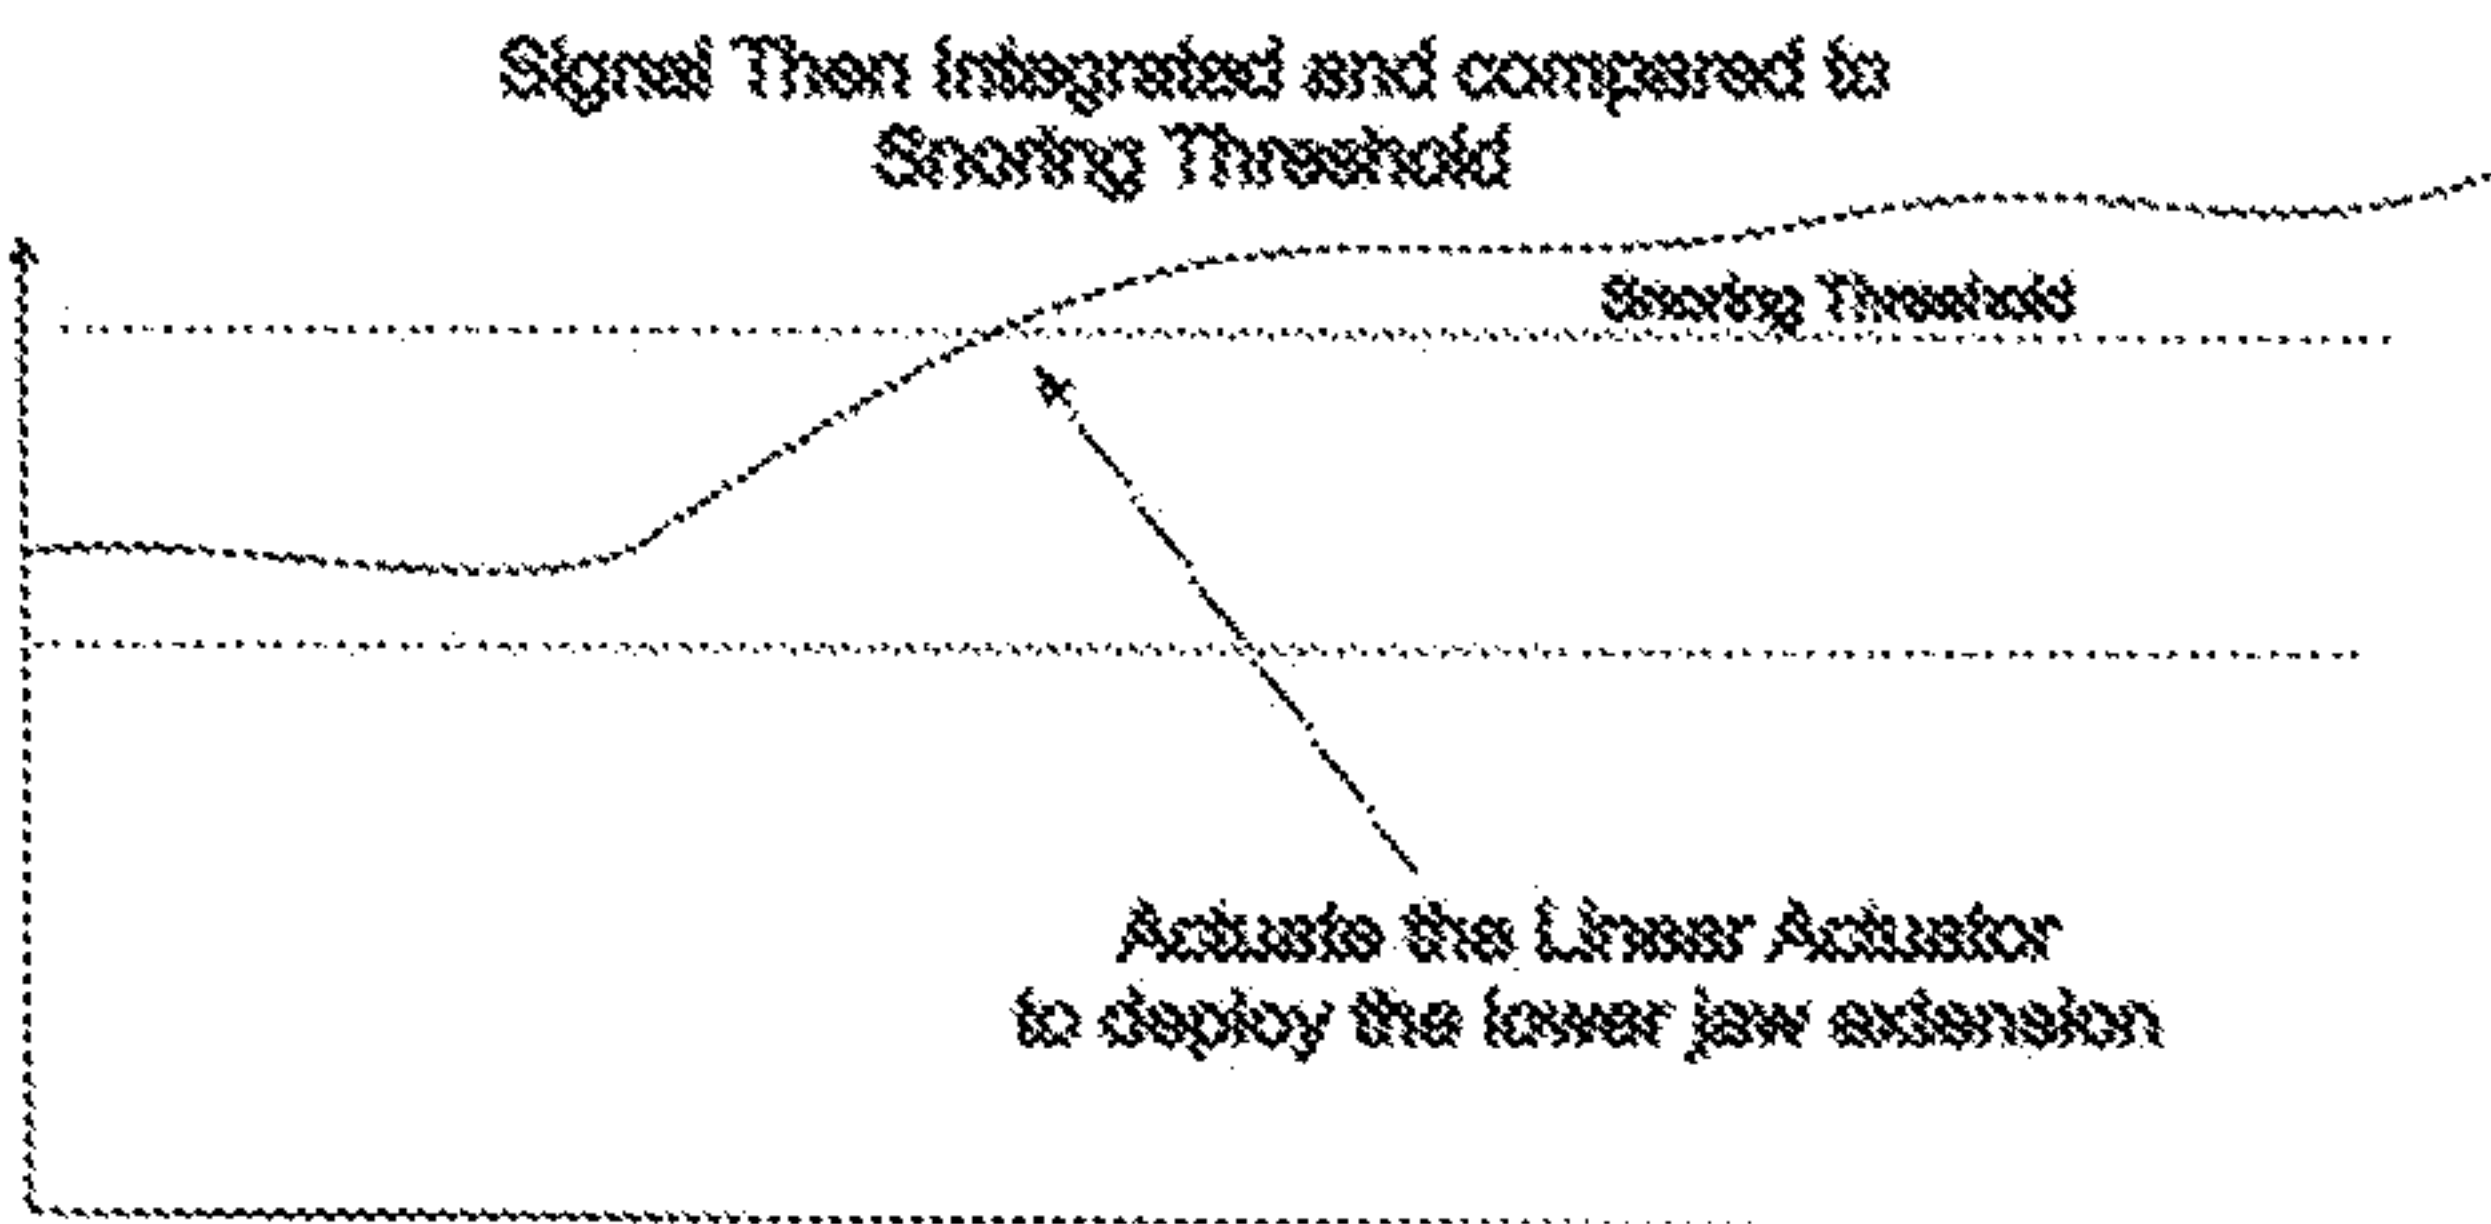 Signal Then Integrated and compared to
Snoring Threshold
Snoring Threshold
Actuate the Linear Actuator
to deploy the lower jaw extension